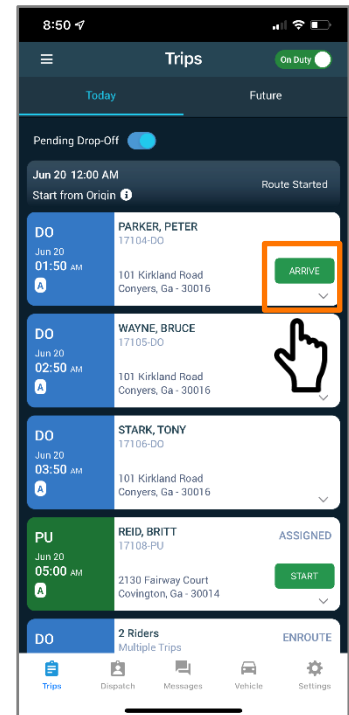 8:50
Trips
On Duty
Today
Future
Pending Drop-Off
Jun 20 12:00 AM
Start from Origin
Route Started
DO
Jun 20
01:50 AM
A
PARKER, PETER
17104-DO
101 Kirkland Road
Conyers, Ga - 30016
ARRIVE
DO
Jun 20
02:50 AM
A
WAYNE, BRUCE
17105-DO
101 Kirkland Road
Conyers, Ga - 30016
DO
Jun 20
03:50 AM
A
STARK, TONY
17106-DO
101 Kirkland Road
Conyers, Ga - 30016
PU
Jun 20
05:00 AM
A
REID, BRITT
17108-PU
2130 Fairway Court
Covington, Ga - 30014
ASSIGNED
START
DO
2 Riders
Multiple Trips
ENROUTE
Trips
Dispatch
Messages
Vehicle
Settings